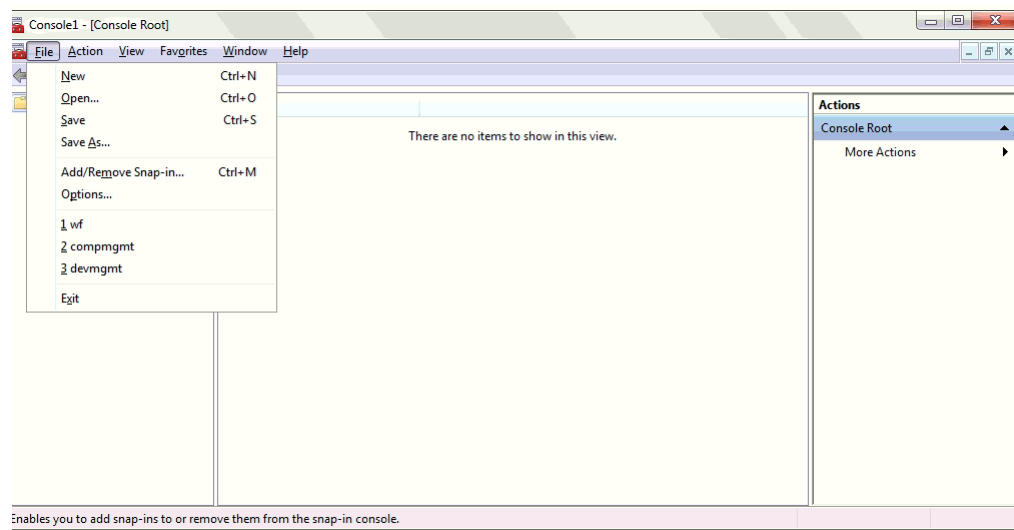 Console1 - [Console Root]
File Action View Favorites Window Help
New Ctrl+N
Open... Ctrl+O
Save Ctrl+S
Save As...
Add/Remove Snap-in... Ctrl+M
Options...
1 wf
2 compmgmt
3 devmgmt
Exit
There are no items to show in this view.
Actions
Console Root
More Actions
Enables you to add snap-ins to or remove them from the snap-in console.